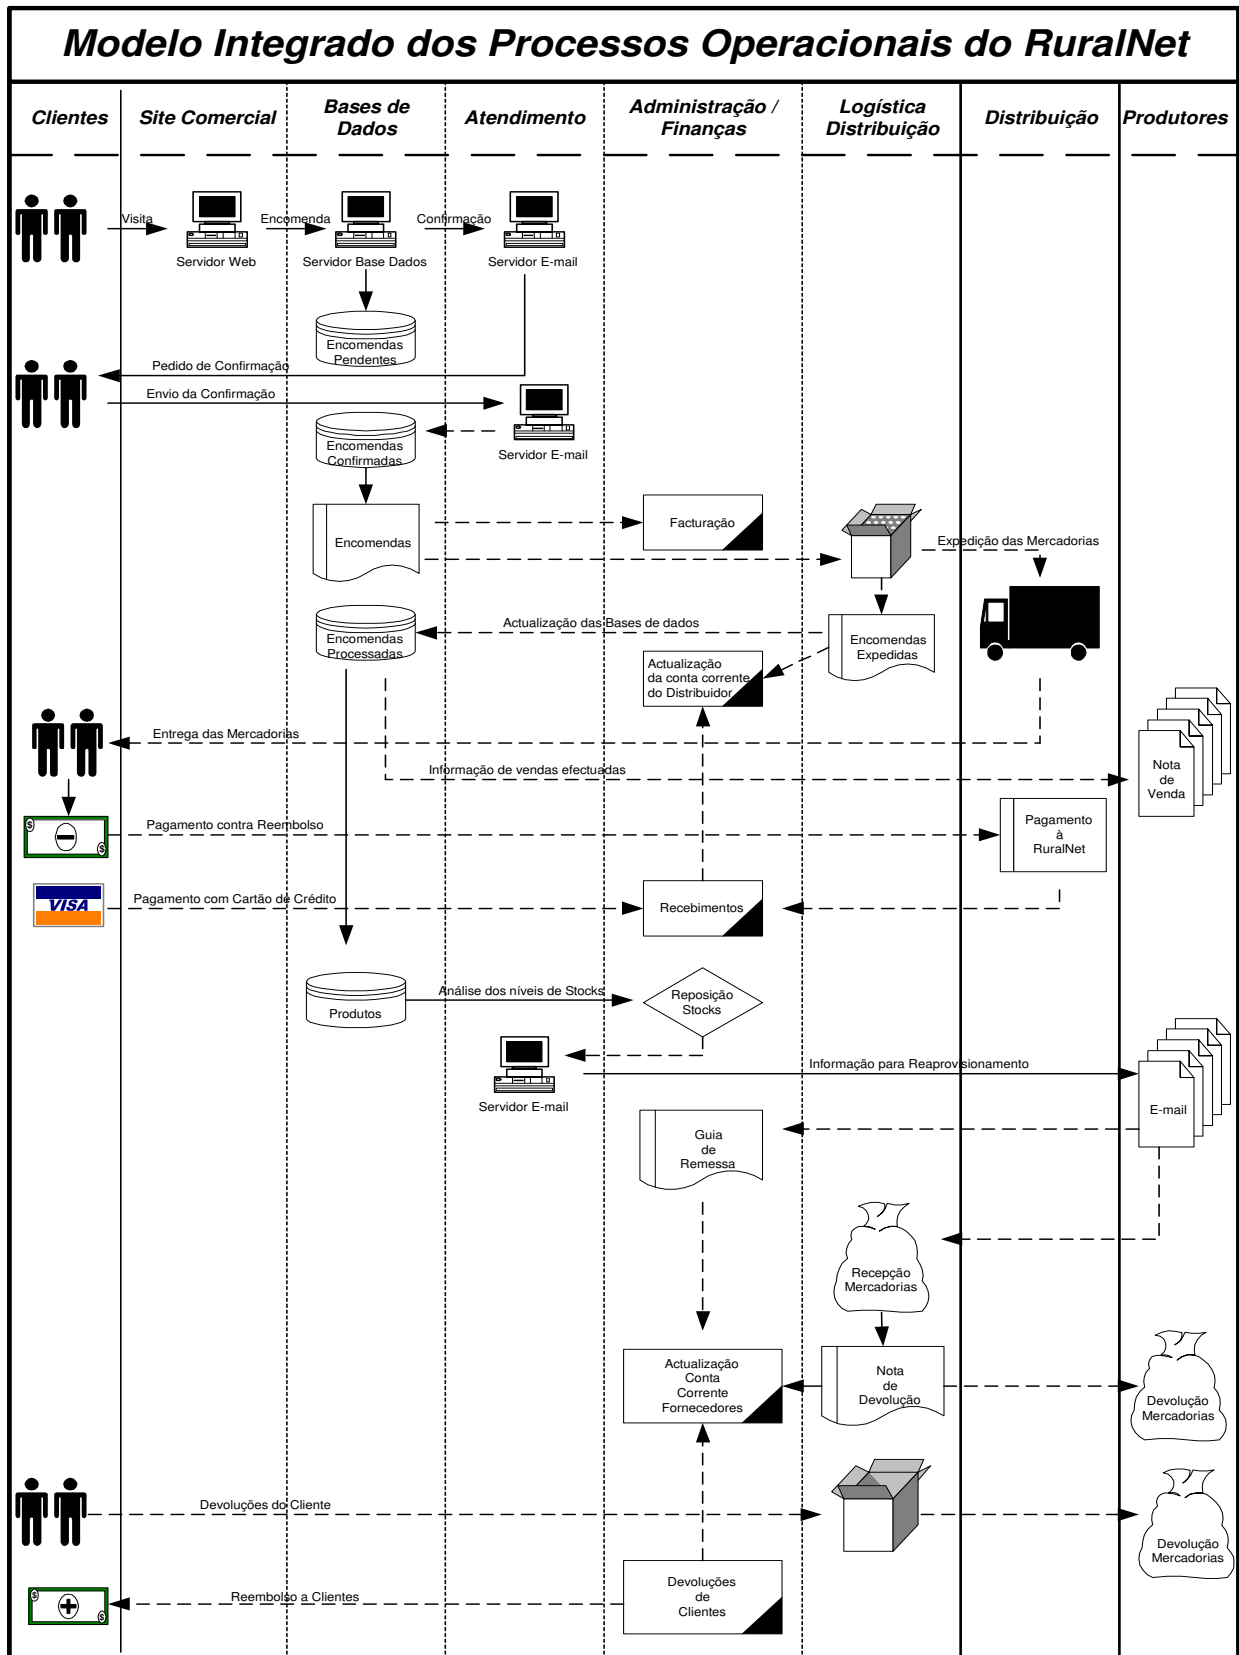 Modelo Integrado dos Processos Operacionais do RuralNet
Clientes
Site Comercial
Bases de
Dados
Atendimento
Administração /
Finanças
Logística
Distribuição
Distribuição
Produtores
Visita
Encomenda
Confirmação
Servidor Web
Servidor Base Dados
Servidor E-mail
Encomendas
Pendentes
Pedido de Confirmação
Envio da Confirmação
Encomendas
Confirmadas
Servidor E-mail
Encomendas
Facturação
Expedição das Mercadorias
Encomendas
Processadas
Actualização das Bases de dados
Encomendas
Expedidas
Actualização
da conta corrente
do Distribuidor
Entrega das Mercadorias
Informação de vendas efectuadas
Nota
de
Venda
$
$
Pagamento contra Reembolso
Pagamento
à
RuralNet
VISA
Pagamento com Cartão de Crédito
Recebimentos
Produtos
Análise dos níveis de Stocks
Reposição
Stocks
Servidor E-mail
Informação para Reaprovisionamento
E-mail
Guia
de
Remessa
Recepção
Mercadorias
Actualização
Conta
Corrente
Fornecedores
Nota
de
Devolução
Devolução
Mercadorias
Devoluções do Cliente
Devolução
Mercadorias
$
$
Reembolso a Clientes
Devoluções
de
Clientes